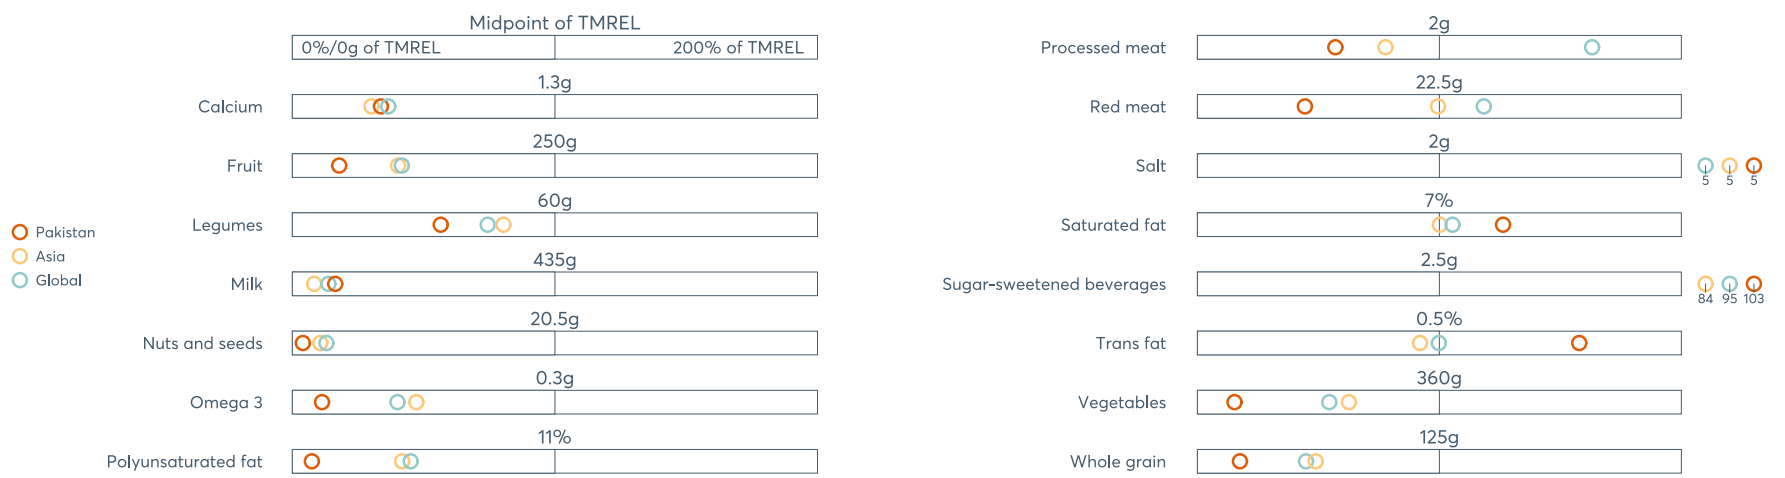 Midpoint of TMREL
0%/0g of TMREL 200% of TMREL
1.3g
Calcium
250g
Fruit
60g
Legumes
435g
Milk
20.5g
Nuts and seeds
0.3g
Omega 3
11%
Polyunsaturated fat
Pakistan
Asia
Global
2g
Processed meat
22.5g
Red meat
2g
Salt
5 5 5
7%
Saturated fat
2.5g
Sugar-sweetened beverages
84 95 103
0.5%
Trans fat
360g
Vegetables
125g
Whole grain